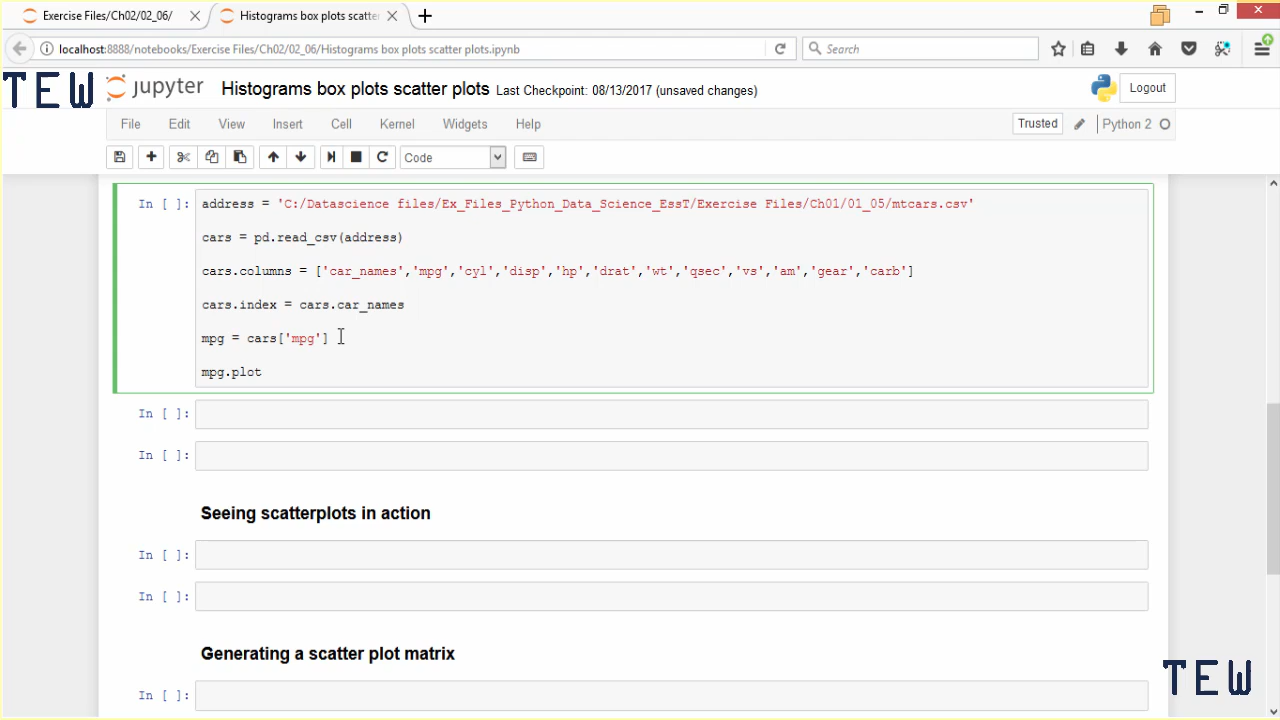 Exercise Files/Ch02/02_06/
Histograms box plots scatte
localhost:8888/notebooks/Exercise Files/Ch02/02_06/Histograms box plots scatter plots.ipynb
Search
TEW
jupyter
Histograms box plots scatter plots
Last Checkpoint: 08/13/2017 (unsaved changes)
Logout
File Edit View Insert Cell Kernel Widgets Help
Trusted
Python 2
Code
In [ ]:
address = 'C:/Datascience files/Ex_Files_Python_Data_Science_EssT/Exercise Files/Ch01/01_05/mtcars.csv'
cars = pd.read_csv(address)
cars.columns = ['car_names','mpg','cyl','disp','hp','drat','wt','qsec','vs','am','gear','carb']
cars.index = cars.car_names
mpg = cars['mpg']
mpg.plot
In [ ]:
In [ ]:
Seeing scatterplots in action
In [ ]:
In [ ]:
Generating a scatter plot matrix
In [ ]:
TEW